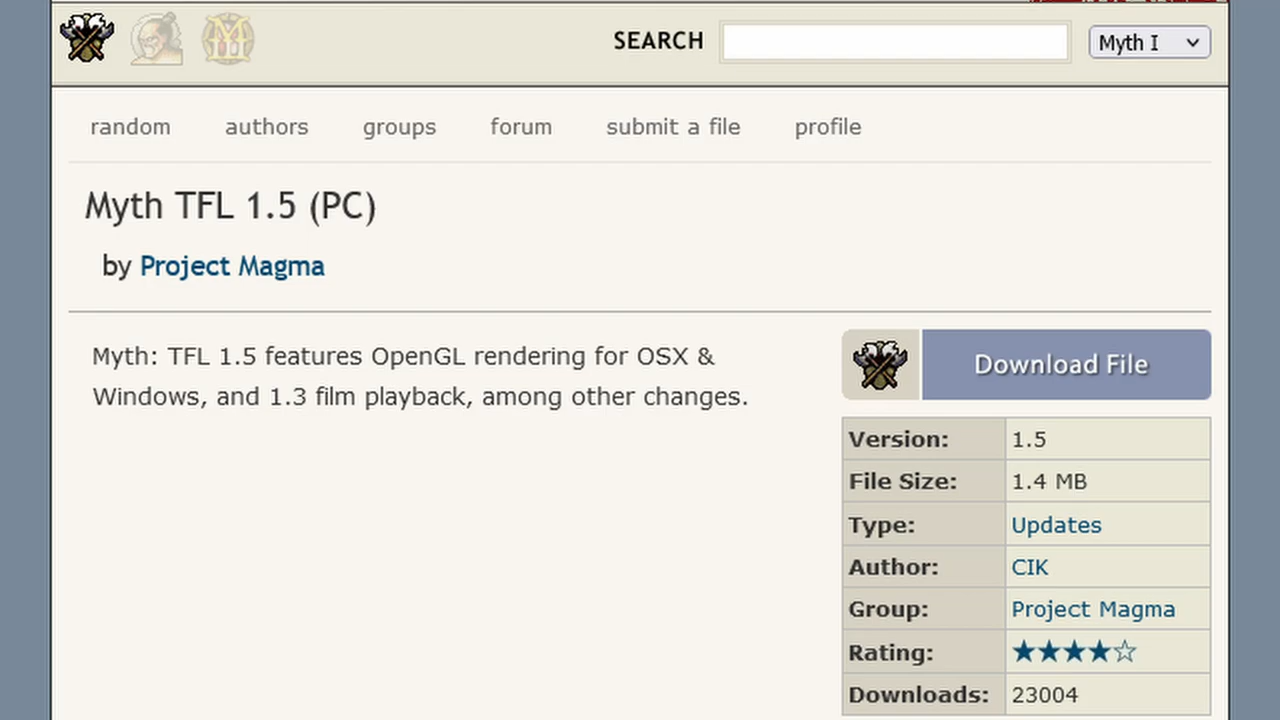 SEARCH
Myth I
random authors groups forum submit a file profile
Myth TFL 1.5 (PC)
by Project Magma
Myth: TFL 1.5 features OpenGL rendering for OSX &
Windows, and 1.3 film playback, among other changes.
Download File
Version: 1.5
File Size: 1.4 MB
Type: Updates
Author: CIK
Group: Project Magma
Rating: ★★★★☆
Downloads: 23004